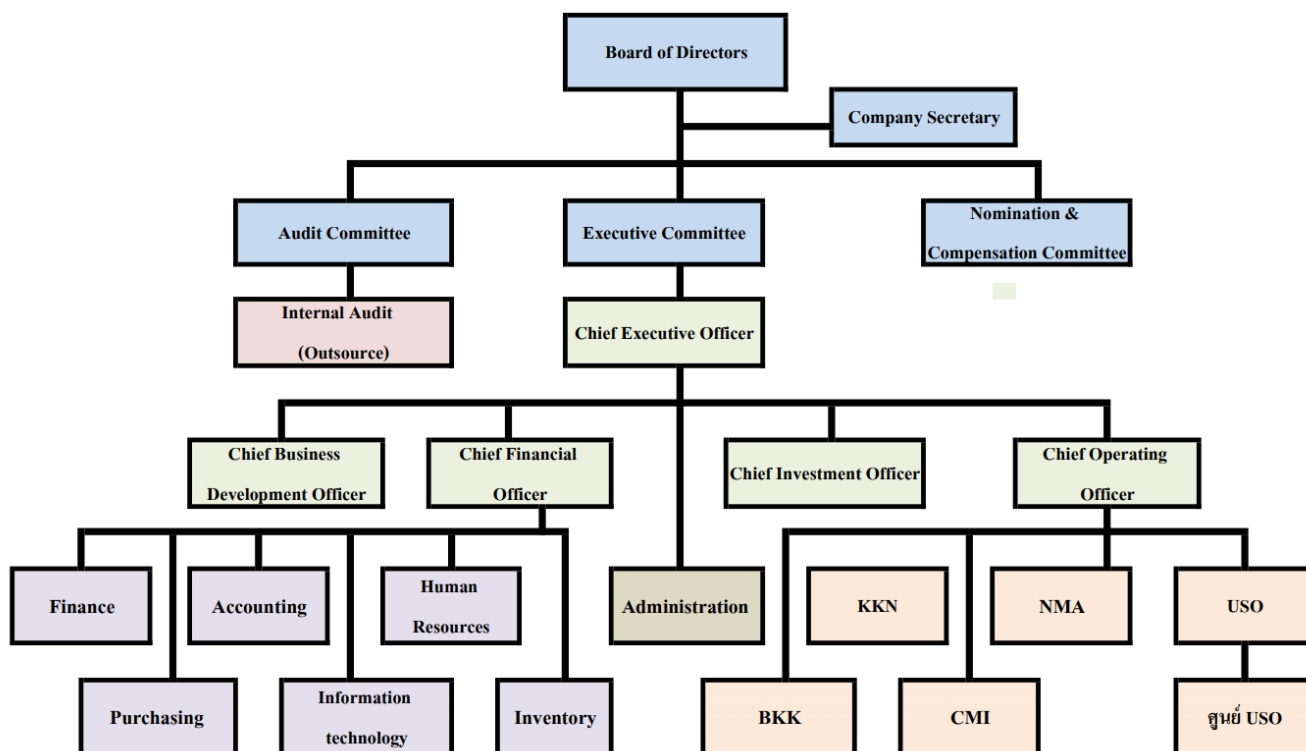 Board of Directors
Company Secretary
Audit Committee
Executive Committee
Nomination &
Compensation Committee
Internal Audit
(Outsource)
Chief Executive Officer
Chief Business
Development Officer
Chief Financial
Officer
Chief Investment Officer
Chief Operating
Officer
Finance
Accounting
Human
Resources
Administration
KKN
NMA
USO
Purchasing
Information
technology
Inventory
BKK
CMI
ศูนย์ USO